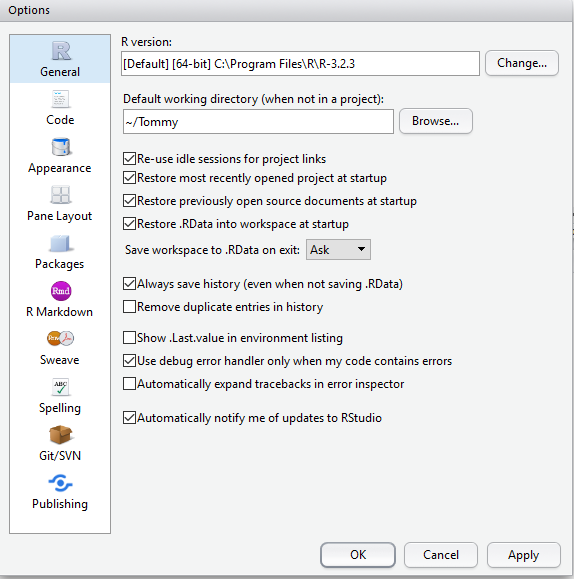 Options
General
Code
Appearance
Pane Layout
Packages
Rmd
R Markdown
Sweave
ABC
Spelling
Git/SVN
Publishing
R version:
[Default] [64-bit] C:\Program Files\R\R-3.2.3
Change...
Default working directory (when not in a project):
~/Tommy
Browse...
Re-use idle sessions for project links
Restore most recently opened project at startup
Restore previously open source documents at startup
Restore .RData into workspace at startup
Save workspace to .RData on exit: Ask
Always save history (even when not saving .RData)
Remove duplicate entries in history
Show .Last.value in environment listing
Use debug error handler only when my code contains errors
Automatically expand tracebacks in error inspector
Automatically notify me of updates to RStudio
OK
Cancel
Apply